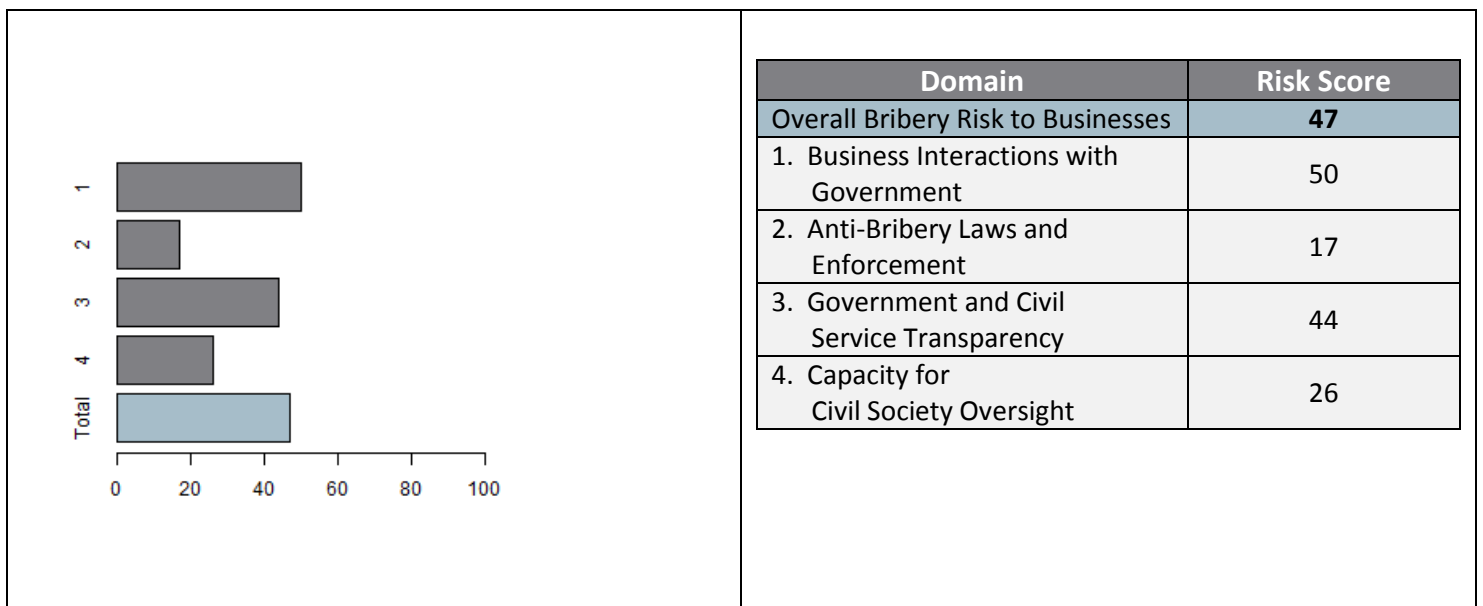 1
2
3
4
Total
0 20 40 60 80 100
Domain Risk Score
Overall Bribery Risk to Businesses 47
1. Business Interactions with
Government 50
2. Anti-Bribery Laws and
Enforcement 17
3. Government and Civil
Service Transparency 44
4. Capacity for
Civil Society Oversight 26